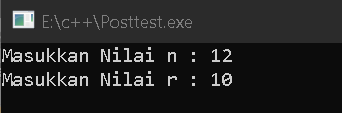 E:\c++\Posttest.exe
Masukkan Nilai n : 12
Masukkan Nilai r : 10